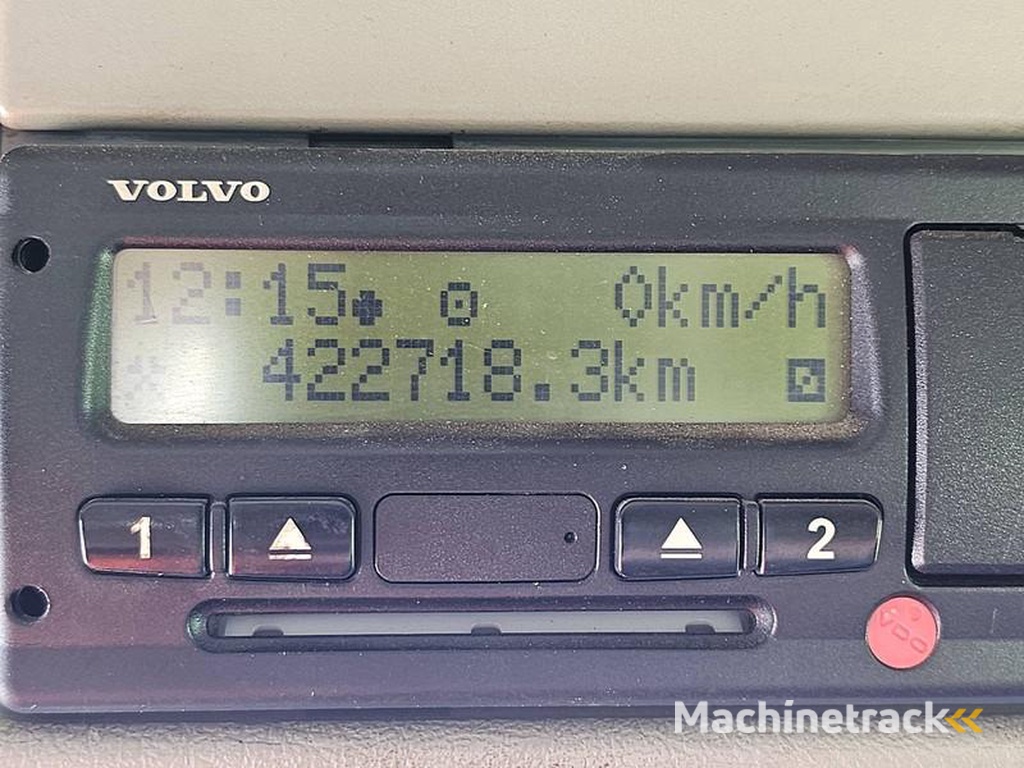 VOLVO
12:15 0km/h
422718.3km
1 2
VDO
Machinetrack